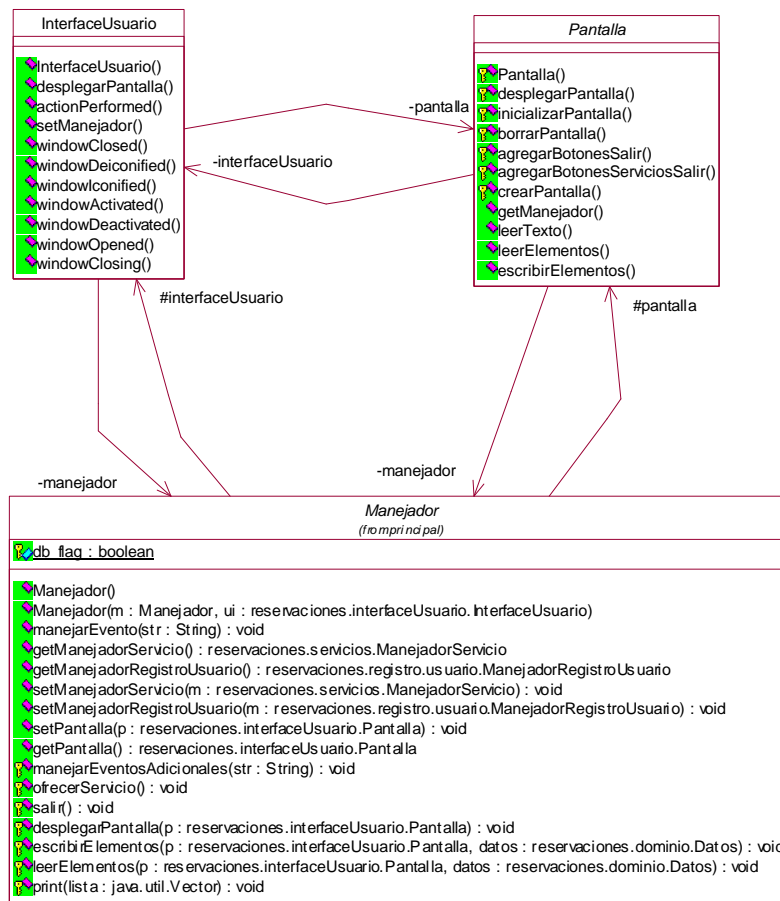 InterfaceUsuario
InterfaceUsuario()
desplegarPantalla()
actionPerformed()
setManejador()
windowClosed()
windowDeiconified()
windowIconified()
windowActivated()
windowDeactivated()
windowOpened()
windowClosing()
Pantalla
Pantalla()
desplegarPantalla()
inicializarPantalla()
borrarPantalla()
agregarBotonesSalir()
agregarBotonesServiciosSalir()
crearPantalla()
getManejador()
leerTexto()
leerElementos()
escribirElementos()
-pantalla
-interfaceUsuario
#interfaceUsuario
#pantalla
-manejador
-manejador
Manejador
(from principal)
db_flag : boolean
Manejador()
Manejador(m : Manejador, ui : reservaciones.interfaceUsuario.InterfaceUsuario)
manejarEvento(str : String) : void
getManejadorServicio() : reservaciones.servicios.ManejadorServicio
getManejadorRegistroUsuario() : reservaciones.registro.usuario.ManejadorRegistroUsuario
setManejadorServicio(m : reservaciones.servicios.ManejadorServicio) : void
setManejadorRegistroUsuario(m : reservaciones.registro.usuario.ManejadorRegistroUsuario) : void
setPantalla(p : reservaciones.interfaceUsuario.Pantalla) : void
getPantalla() : reservaciones.interfaceUsuario.Pantalla
manejarEventosAdicionales(str : String) : void
ofrecerServicio() : void
salir() : void
desplegarPantalla(p : reservaciones.interfaceUsuario.Pantalla) : void
escribirElementos(p : reservaciones.interfaceUsuario.Pantalla, datos : reservaciones.dominio.Datos) : void
leerElementos(p : reservaciones.interfaceUsuario.Pantalla, datos : reservaciones.dominio.Datos) : void
print(lista : java.util.Vector) : void